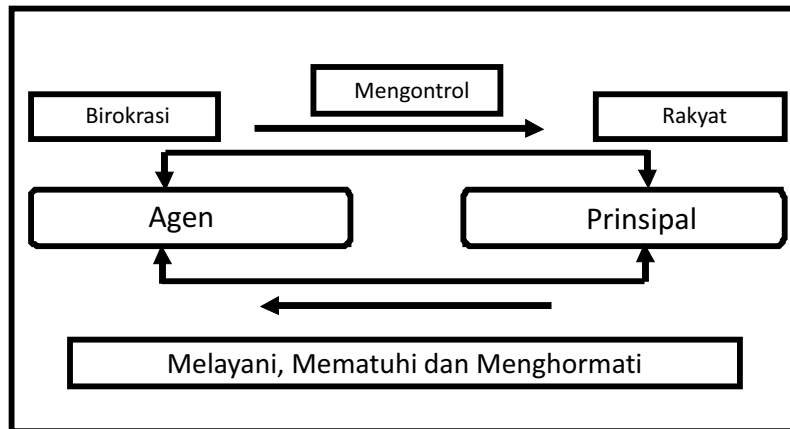 Mengontrol
Birokrasi
Rakyat
Agen
Prinsipal
Melayani, Mematuhi dan Menghormati